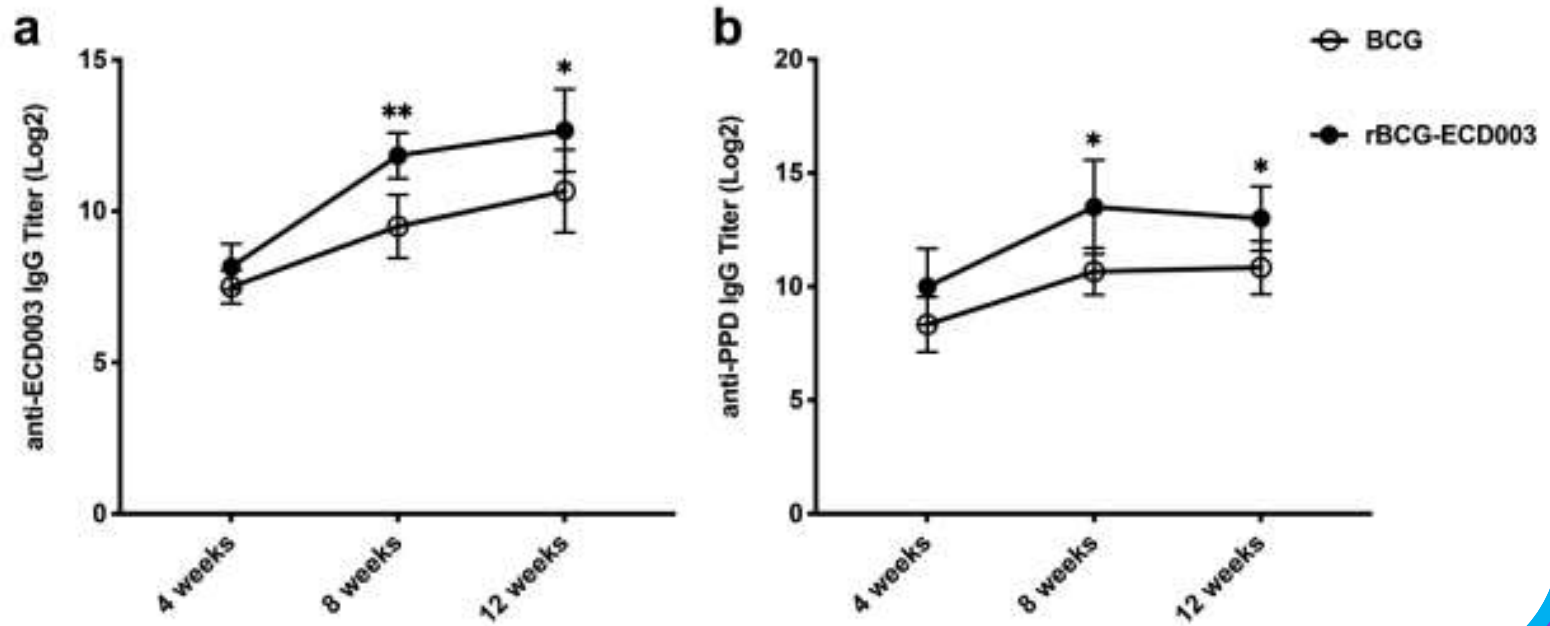 a
15
10
5
0
anti-ECD003 IgG Titer (Log2)
**
*
4 weeks
8 weeks
12 weeks
b
20
15
10
5
0
anti-PPD IgG Titer (Log2)
*
*
4 weeks
8 weeks
12 weeks
BCG
rBCG-ECD003